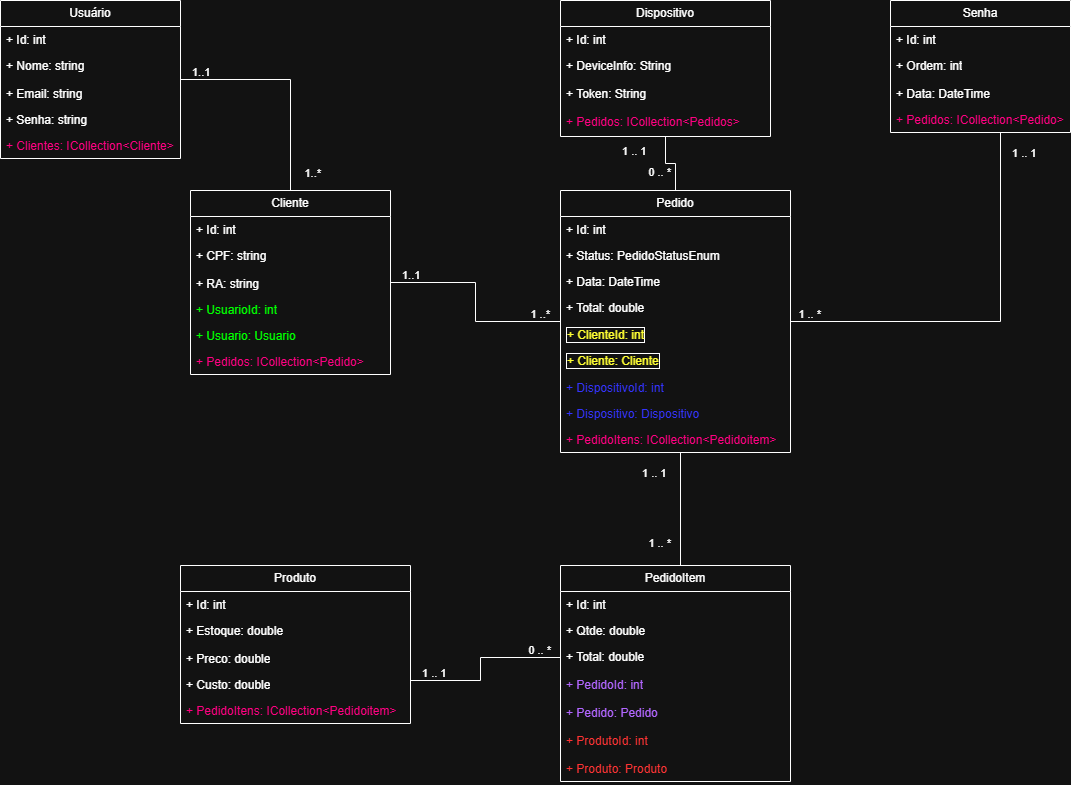 Usuário
+ Id: int
+ Nome: string
+ Email: string
+ Senha: string
+ Clientes: ICollection<Cliente>
1..1
1..*
Dispositivo
+ Id: int
+ DeviceInfo: String
+ Token: String
+ Pedidos: ICollection<Pedidos>
1 .. 1
0 .. *
Senha
+ Id: int
+ Ordem: int
+ Data: DateTime
+ Pedidos: ICollection<Pedido>
1 .. 1
1 .. *
Cliente
+ Id: int
+ CPF: string
+ RA: string
+ UsuarioId: int
+ Usuario: Usuario
+ Pedidos: ICollection<Pedido>
1..1
1 ..*
Pedido
+ Id: int
+ Status: PedidoStatusEnum
+ Data: DateTime
+ Total: double
+ ClienteId: int
+ Cliente: Cliente
+ DispositivoId: int
+ Dispositivo: Dispositivo
+ PedidoItens: ICollection<Pedidoitem>
1 .. 1
1 .. *
Produto
+ Id: int
+ Estoque: double
+ Preco: double
+ Custo: double
+ PedidoItens: ICollection<Pedidoitem>
1 .. 1
0 .. *
PedidoItem
+ Id: int
+ Qtde: double
+ Total: double
+ PedidoId: int
+ Pedido: Pedido
+ ProdutoId: int
+ Produto: Produto